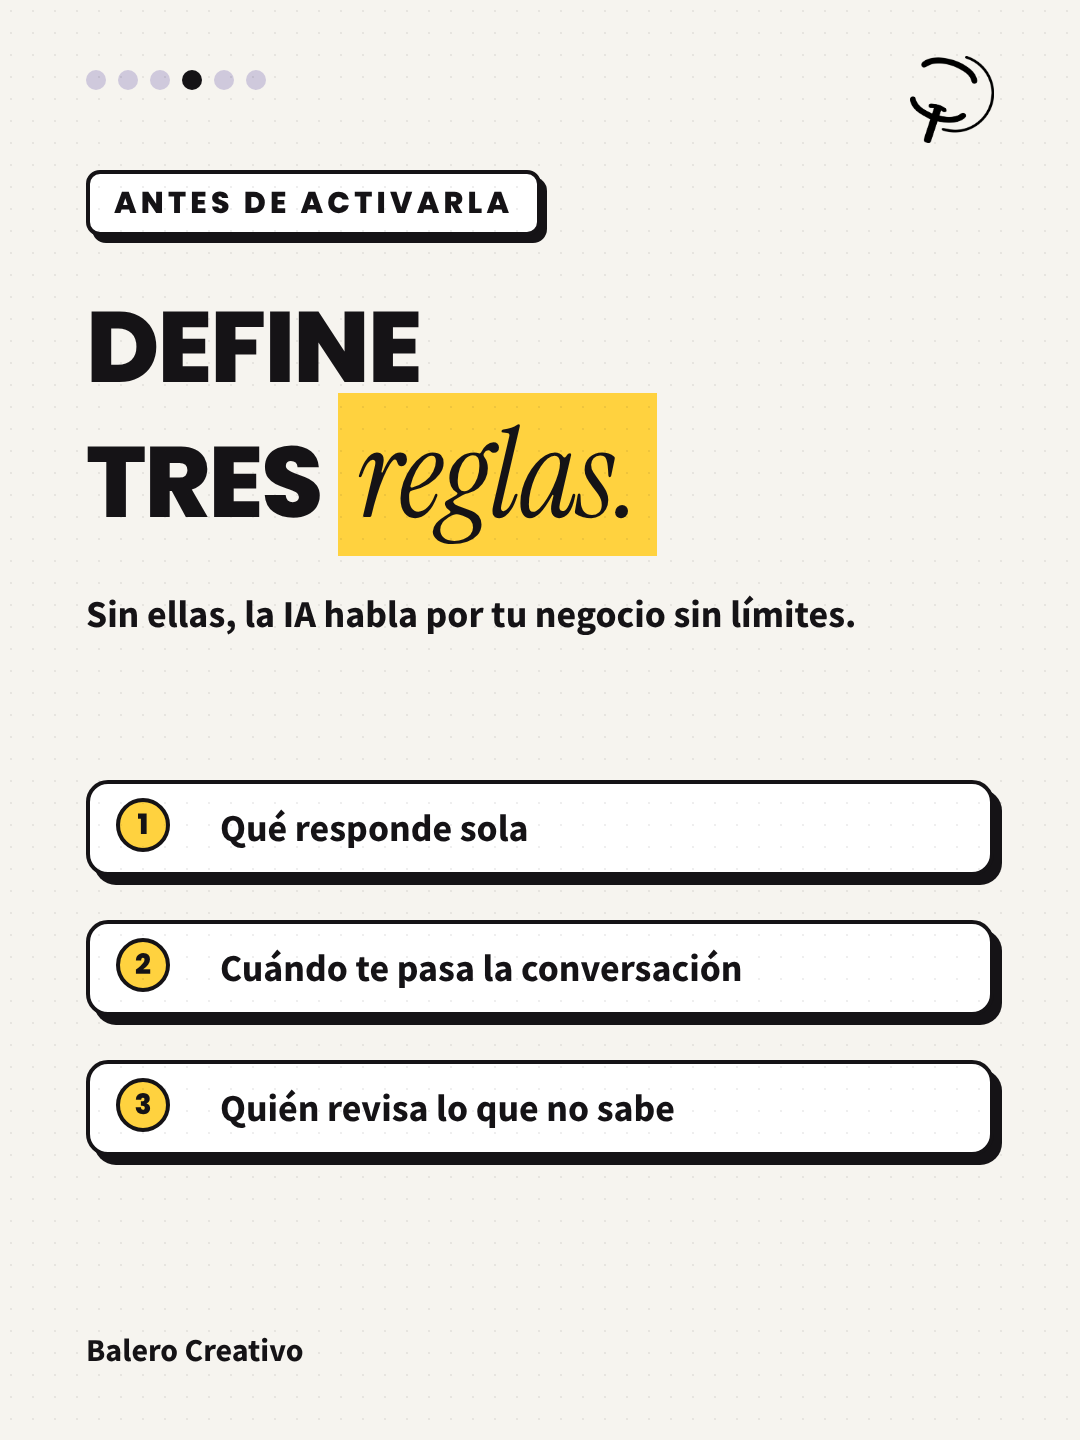 ANTES DE ACTIVARLA
DEFINE
TRES reglas.
Sin ellas, la IA habla por tu negocio sin límites.
1 Qué responde sola
2 Cuándo te pasa la conversación
3 Quién revisa lo que no sabe
Balero Creativo